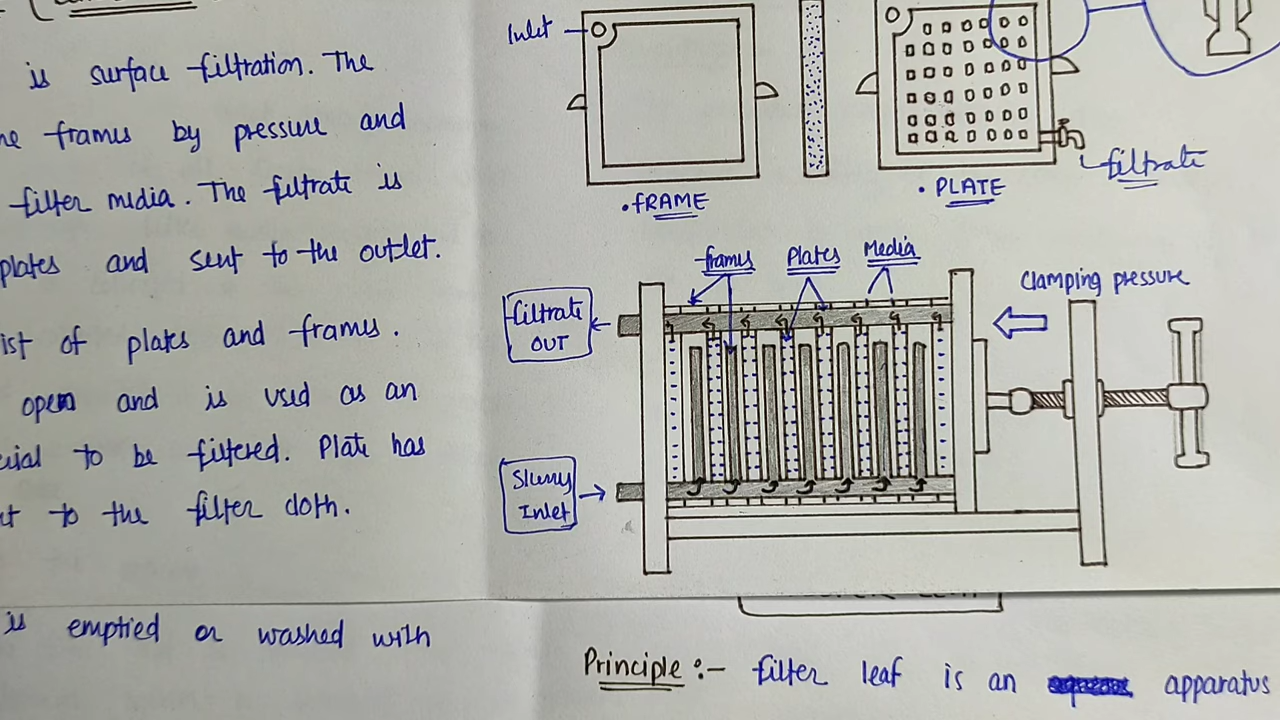 is surface filtration. The
frames by pressure and
filter media. The filtrate is
plates and sent to the outlet.
of plates and frames.
open and is used as an
to be filtered. Plate has
to the filter cloth.
is emptied or washed with
Inlet
•FRAME
• PLATE
filtrate
frames
Plates
Media
Clamping pressure
filtrate
OUT
Slurry
Inlet
Principle :- filter leaf is an apparatus